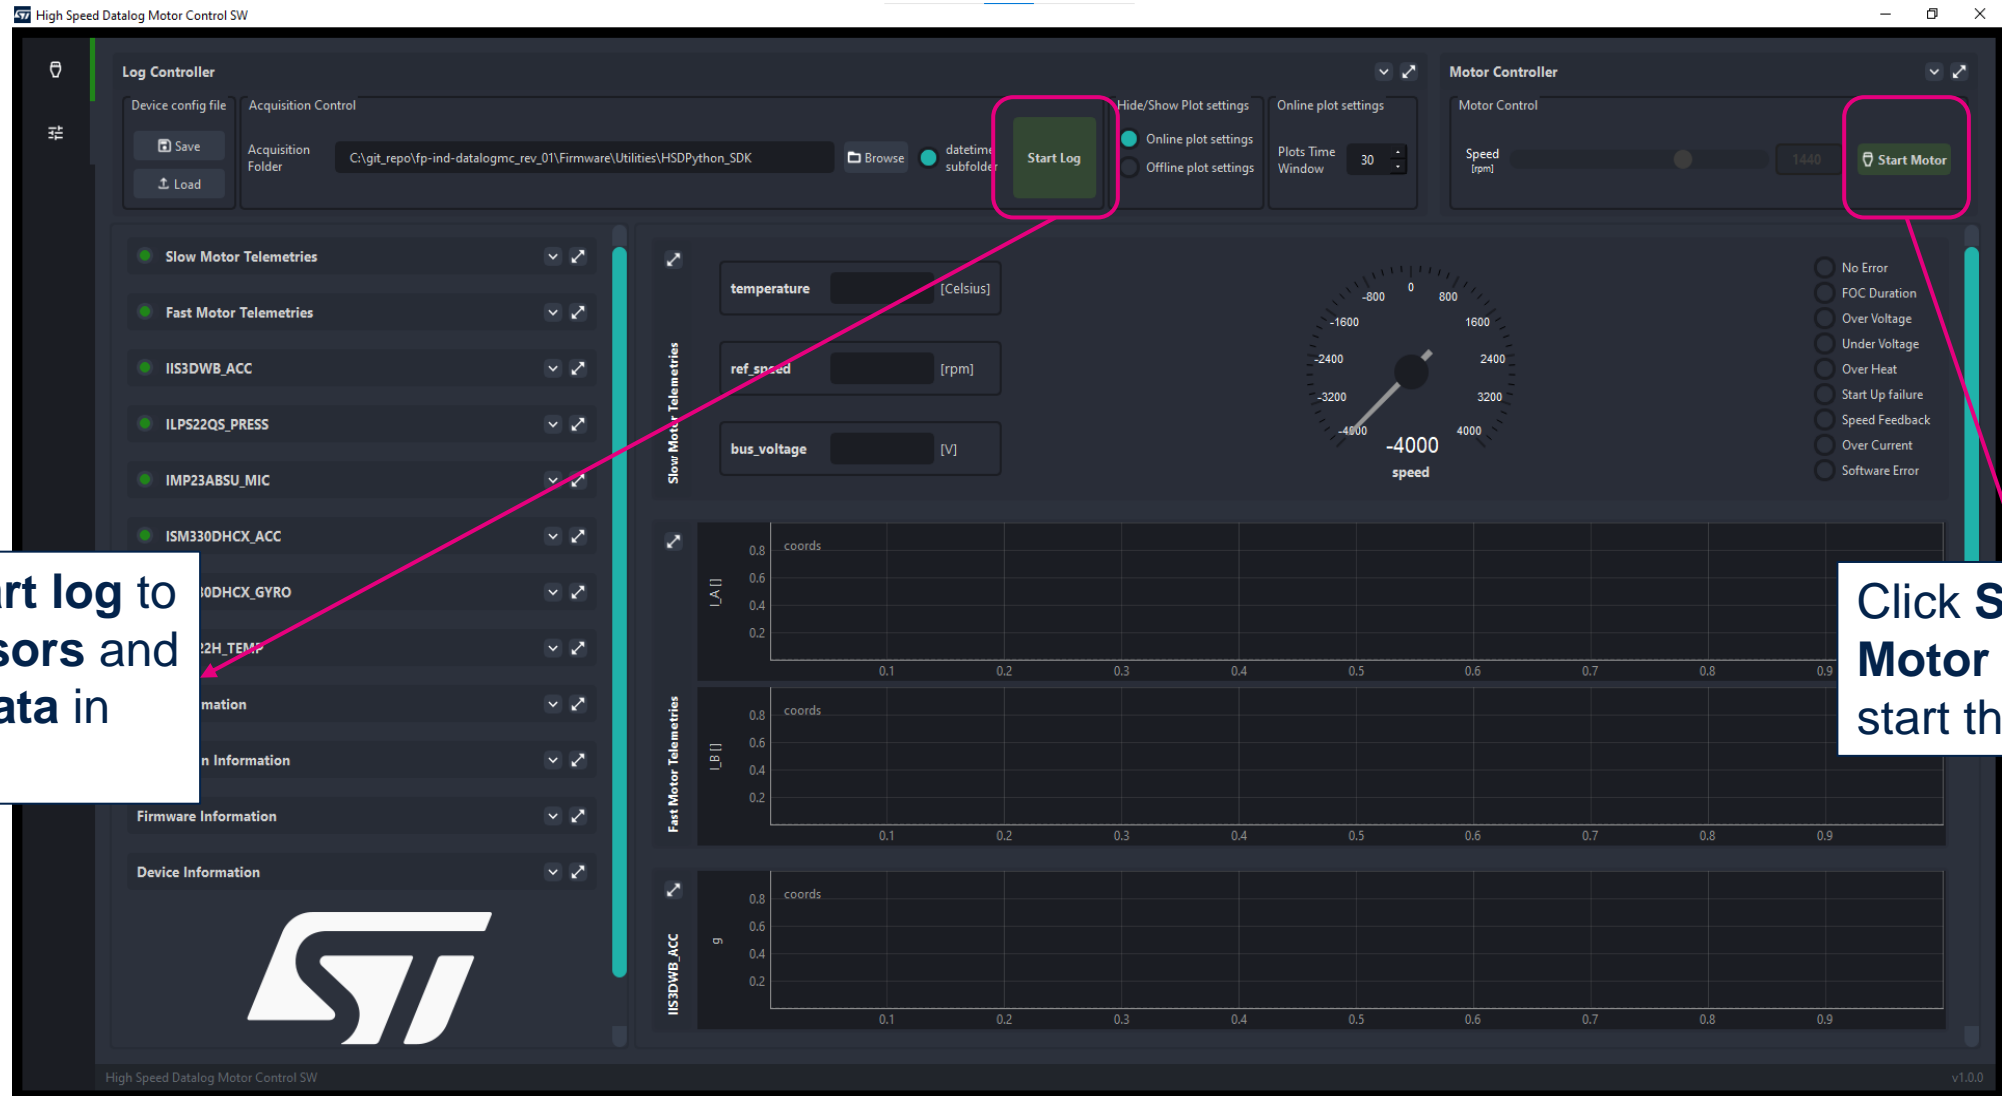 High Speed Datalog Motor Control SW
Log Controller
Device config file
Save
Load
Acquisition Control
Acquisition
Folder
C:\git_repo\fp-ind-datalogmc_rev_01\Firmware\Utilities\HSDPython_SDK
Browse
datetime
subfolder
Start Log
Hide/Show Plot settings
Online plot settings
Offline plot settings
Online plot settings
Plots Time
Window
30
Motor Controller
Motor Control
Speed
[rpm]
1440
Start Motor
Slow Motor Telemetries
Fast Motor Telemetries
IIS3DWB_ACC
ILPS22QS_PRESS
IMP23ABSU_MIC
ISM330DHCX_ACC
30DHCX_GYRO
22H_TEMP
mation
n Information
Firmware Information
Device Information
art log to
sors and
ata in
ST
Slow Motor Telemetries
temperature
[Celsius]
ref_speed
[rpm]
bus_voltage
[V]
0
-800
800
-1600
1600
-2400
2400
-3200
3200
-4000
4000
-4000
speed
No Error
FOC Duration
Over Voltage
Under Voltage
Over Heat
Start Up failure
Speed Feedback
Over Current
Software Error
Fast Motor Telemetries
I_A []
coords
0.8
0.6
0.4
0.2
0.1 0.2 0.3 0.4 0.5 0.6 0.7 0.8 0.9
I_B []
coords
0.8
0.6
0.4
0.2
0.1 0.2 0.3 0.4 0.5 0.6 0.7 0.8 0.9
Click S
Motor
start th
IIS3DWB_ACC
g
coords
0.8
0.6
0.4
0.2
0.1 0.2 0.3 0.4 0.5 0.6 0.7 0.8 0.9
High Speed Datalog Motor Control SW
v1.0.0